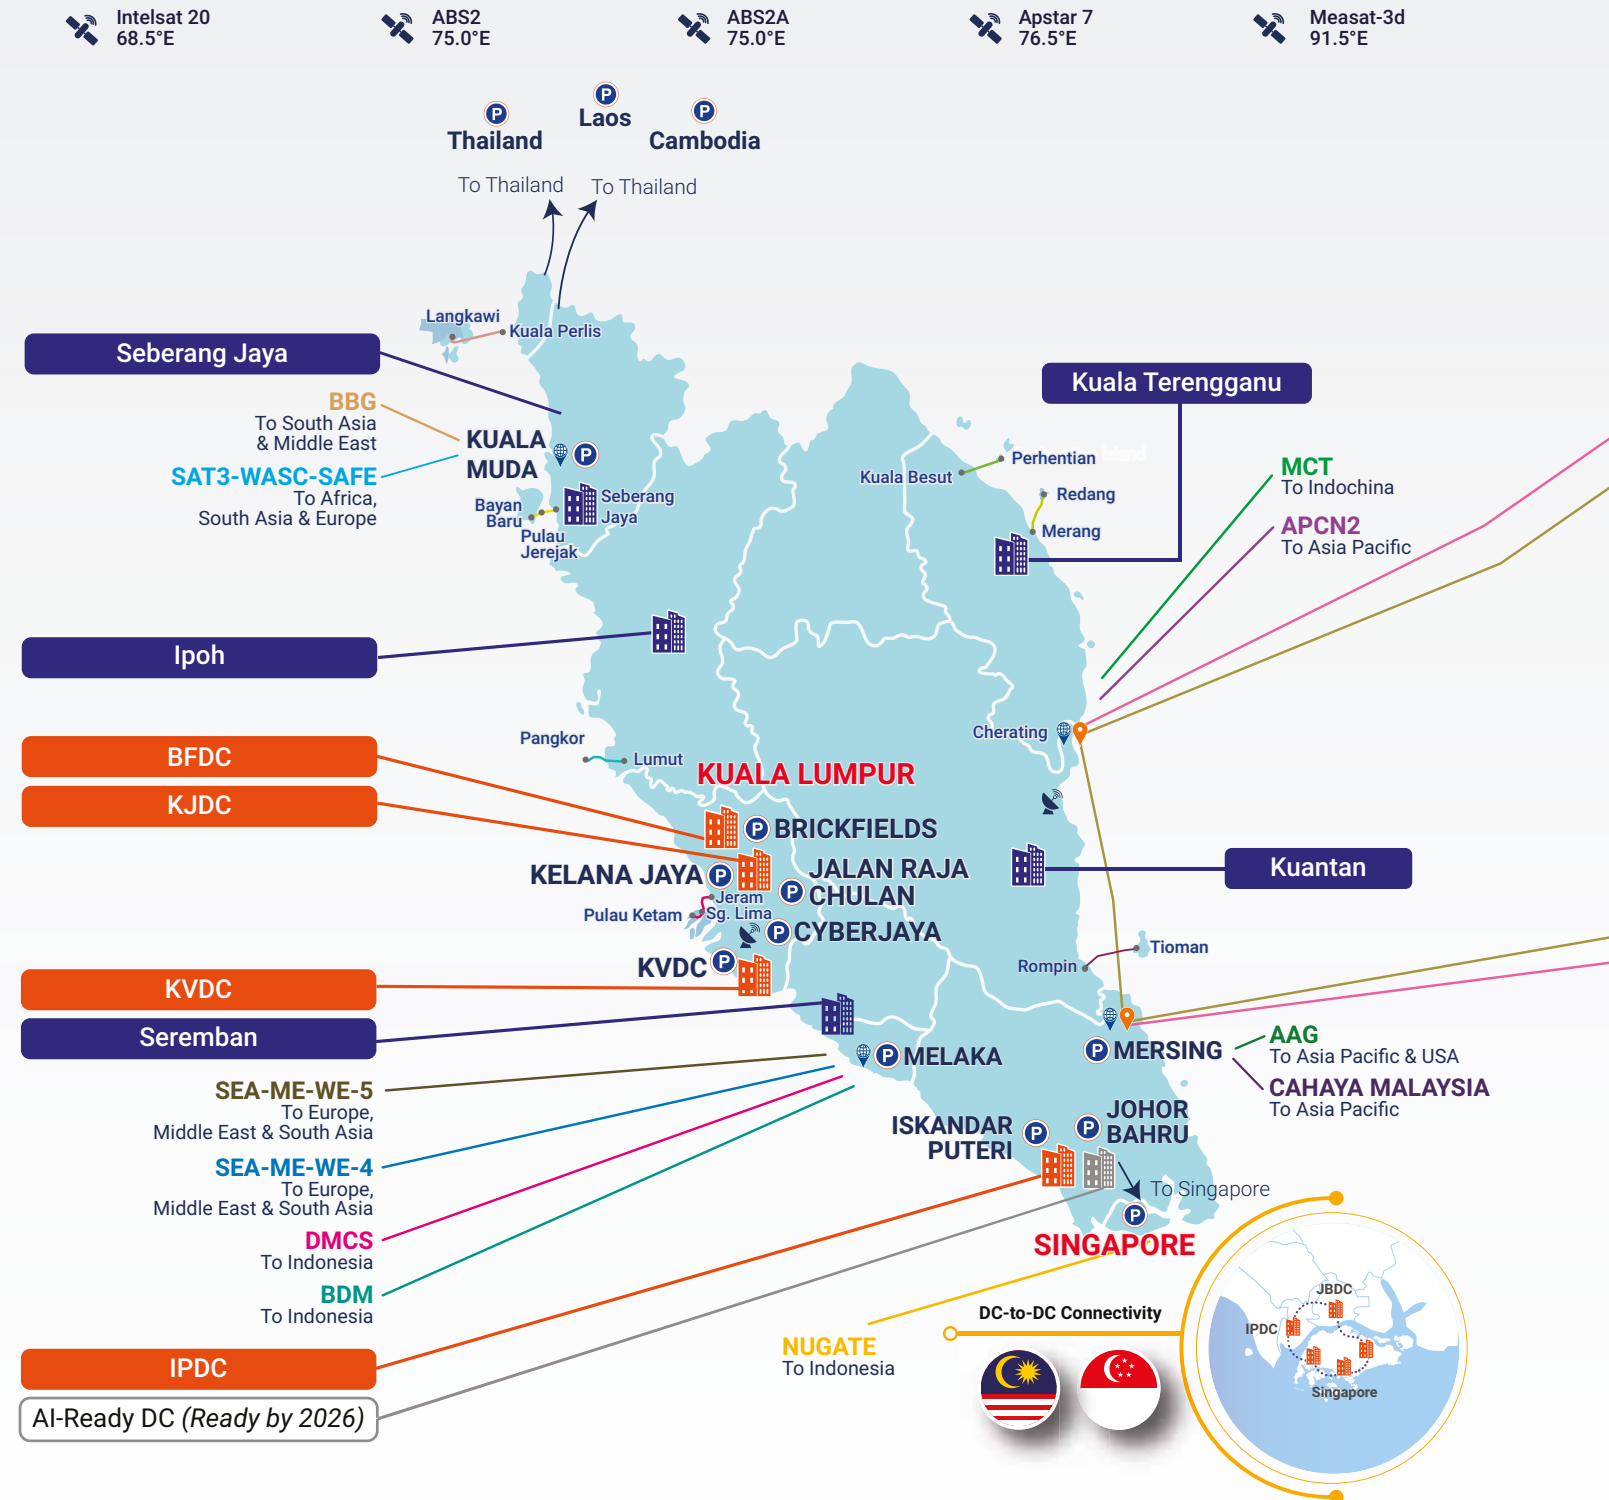 Intelsat 20
68.5°E
ABS2
75.0°E
ABS2A
75.0°E
Apstar 7
76.5°E
Measat-3d
91.5°E
P
Thailand
P
Laos
P
Cambodia
To Thailand
To Thailand
Langkawi
Kuala Perlis
Seberang Jaya
BBG
To South Asia
& Middle East
SAT3-WASC-SAFE
To Africa,
South Asia & Europe
KUALA
MUDA
P
Bayan
Baru
Seberang
Jaya
Pulau
Jerejak
Kuala Terengganu
Kuala Besut
Perhentian Island
Redang
Merang
MCT
To Indochina
APCN2
To Asia Pacific
Ipoh
Cherating
Pangkor
Lumut
BFDC
KJDC
KUALA LUMPUR
P BRICKFIELDS
KELANA JAYA P
P JALAN RAJA
CHULAN
Jeram
Sg. Lima
Pulau Ketam
P CYBERJAYA
KVDC P
Kuantan
Tioman
Rompin
KVDC
Seremban
P MELAKA
P MERSING
AAG
To Asia Pacific & USA
CAHAYA MALAYSIA
To Asia Pacific
SEA-ME-WE-5
To Europe,
Middle East & South Asia
SEA-ME-WE-4
To Europe,
Middle East & South Asia
DMCS
To Indonesia
BDM
To Indonesia
ISKANDAR
PUTERI
P
P
JOHOR
BAHRU
To Singapore
P
SINGAPORE
IPDC
AI-Ready DC (Ready by 2026)
NUGATE
To Indonesia
DC-to-DC Connectivity
JBDC
IPDC
Singapore